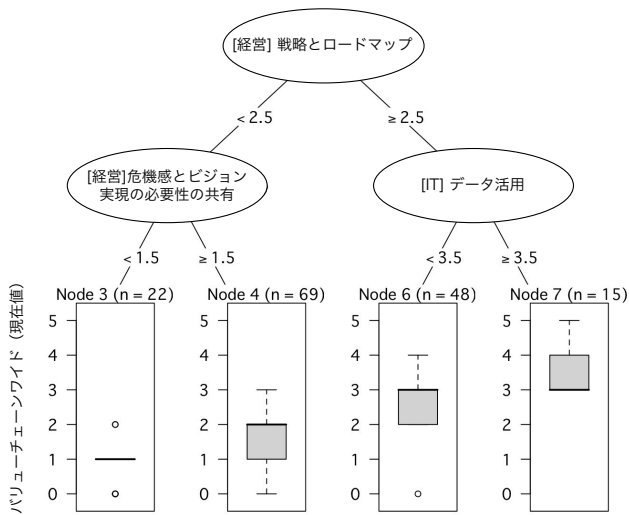 [経営] 戦略とロードマップ
< 2.5
≥ 2.5
[経営]危機感とビジョン
実現の必要性の共有
[IT] データ活用
< 1.5
≥ 1.5
< 3.5
≥ 3.5
Node 3 (n = 22)
Node 4 (n = 69)
Node 6 (n = 48)
Node 7 (n = 15)
バリューチェーンワイド（現在値）
5 5 5 5
4 4 4 4
3 3 3 3
2 2 2 2
1 1 1 1
0 0 0 0